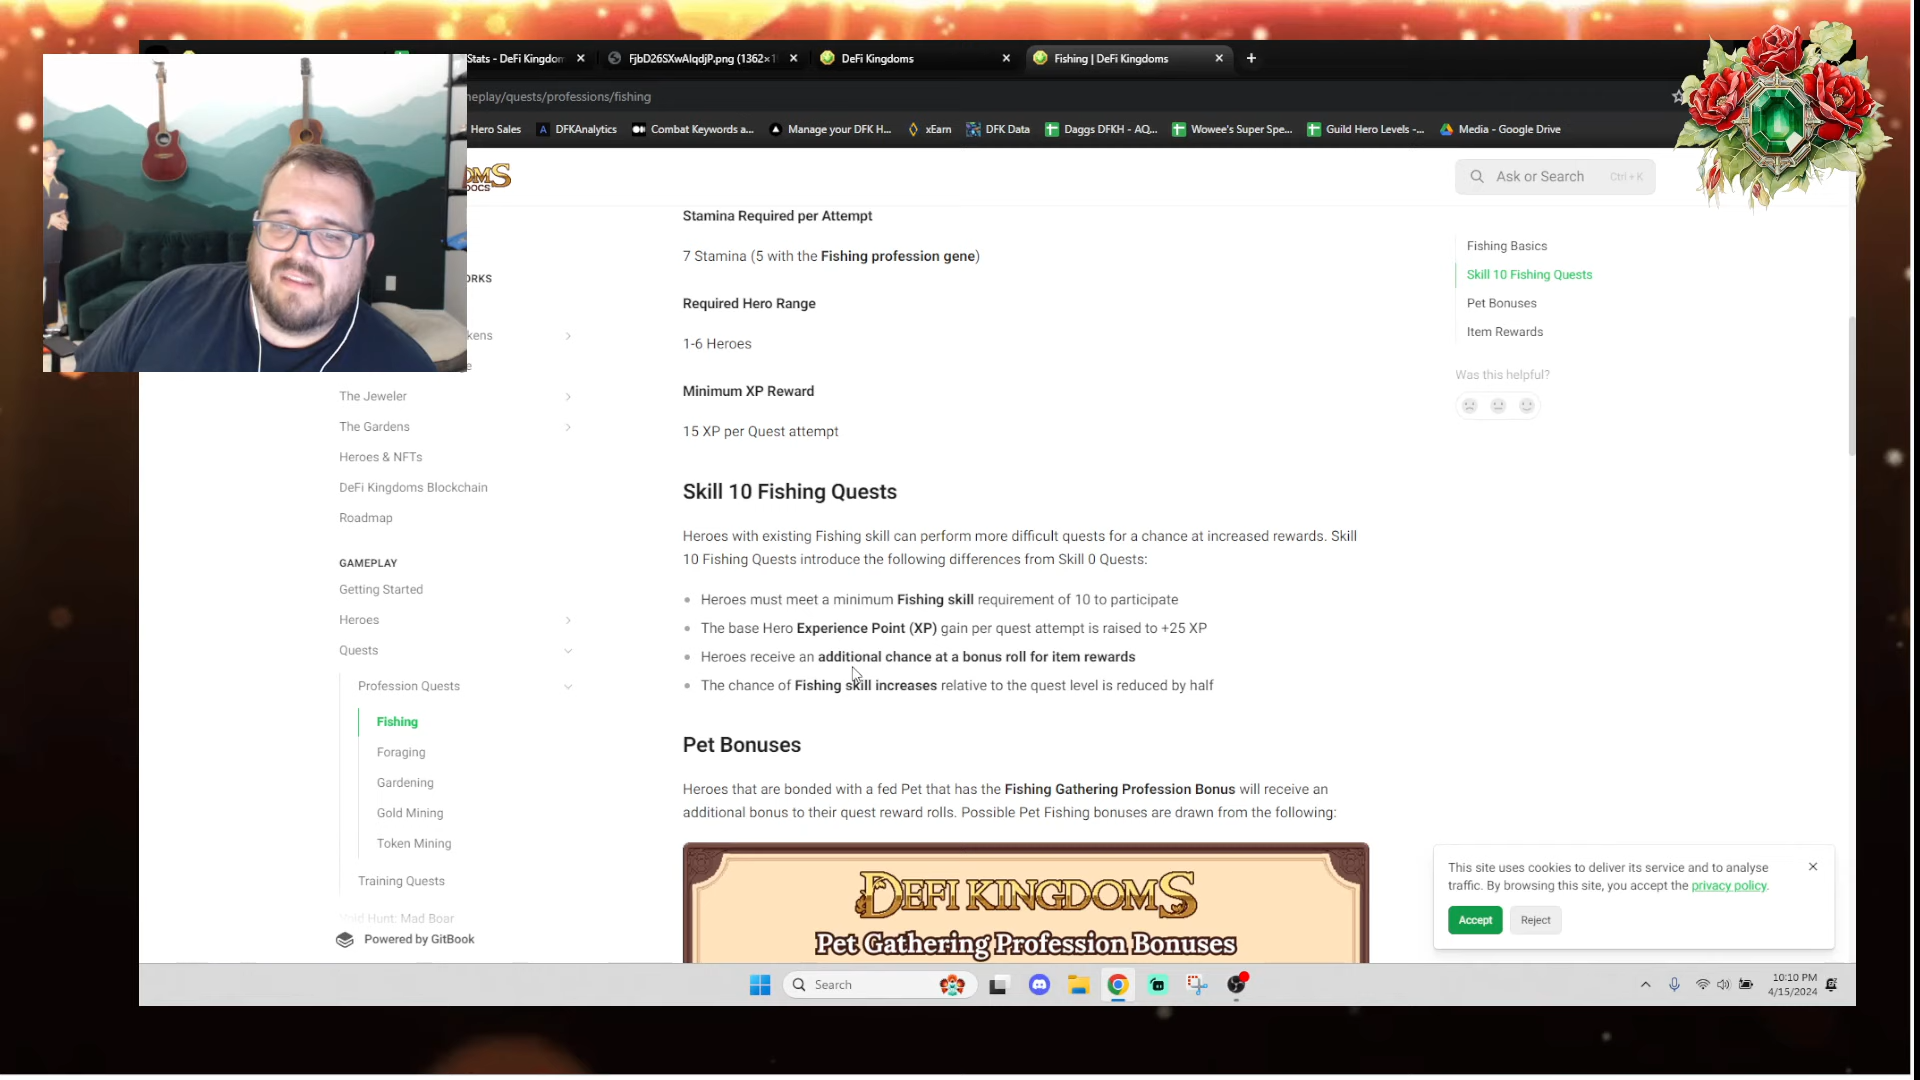 Stats - DeFi Kingdom
FjbD26SXwAIqdjP.png (1362×1
DeFi Kingdoms
Fishing | DeFi Kingdoms
eplay/quests/professions/fishing
Hero Sales
DFKAnalytics
Combat Keywords a...
Manage your DFK H...
xEarn
DFK Data
Daggs DFKH - AQ...
Wowee's Super Spe...
Guild Hero Levels -...
Media - Google Drive
DOCS
Ask or Search
Ctrl + K
Stamina Required per Attempt
7 Stamina (5 with the Fishing profession gene)
Required Hero Range
1-6 Heroes
Minimum XP Reward
15 XP per Quest attempt
Skill 10 Fishing Quests
Heroes with existing Fishing skill can perform more difficult quests for a chance at increased rewards. Skill
10 Fishing Quests introduce the following differences from Skill 0 Quests:
Heroes must meet a minimum Fishing skill requirement of 10 to participate
The base Hero Experience Point (XP) gain per quest attempt is raised to +25 XP
Heroes receive an additional chance at a bonus roll for item rewards
The chance of Fishing skill increases relative to the quest level is reduced by half
Pet Bonuses
Heroes that are bonded with a fed Pet that has the Fishing Gathering Profession Bonus will receive an
additional bonus to their quest reward rolls. Possible Pet Fishing bonuses are drawn from the following:
DEFI KINGDOMS
Pet Gathering Profession Bonuses
The Jeweler
The Gardens
Heroes & NFTs
DeFi Kingdoms Blockchain
Roadmap
GAMEPLAY
Getting Started
Heroes
Quests
Profession Quests
Fishing
Foraging
Gardening
Gold Mining
Token Mining
Training Quests
Void Hunt: Mad Boar
Powered by GitBook
Fishing Basics
Skill 10 Fishing Quests
Pet Bonuses
Item Rewards
Was this helpful?
This site uses cookies to deliver its service and to analyse
traffic. By browsing this site, you accept the privacy policy.
Accept
Reject
Search
10:10 PM
4/15/2024